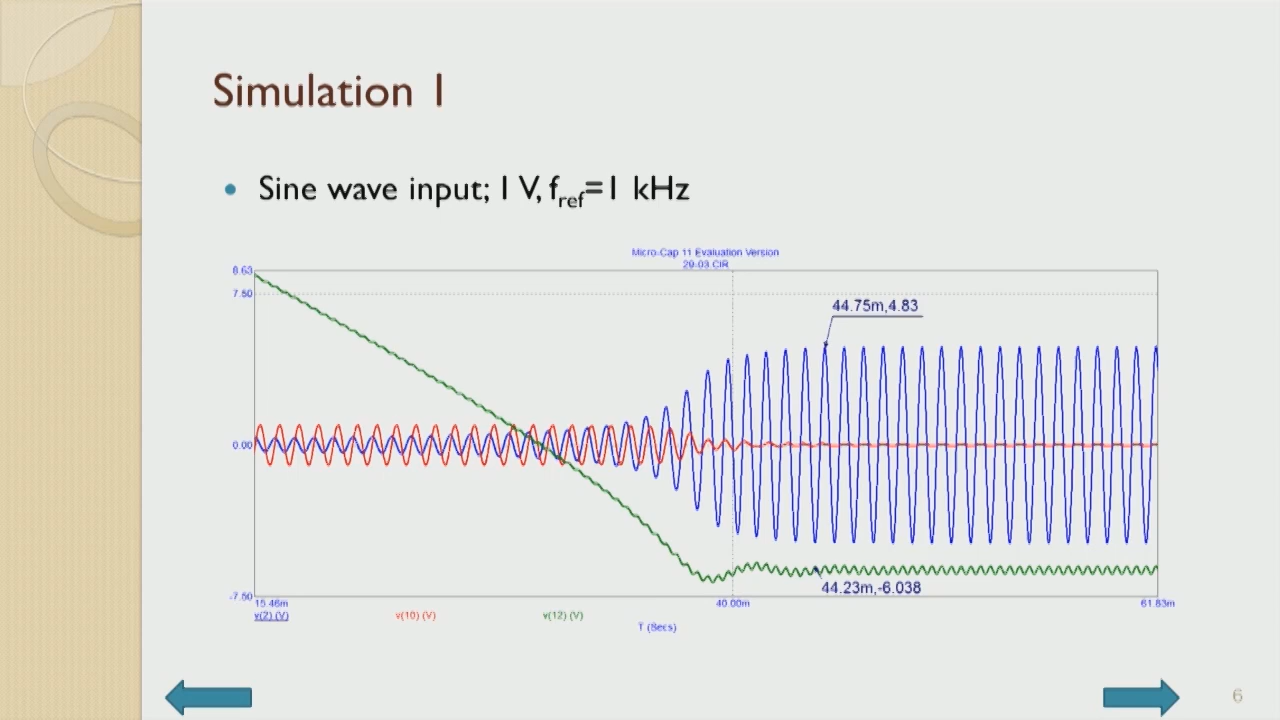 Simulation 1
• Sine wave input; 1 V, fref=1 kHz
Micro-Cap 11 Evaluation Version
20-03.CIR
8.63
7.50
44.75m,4.83
0.00
44.23m,-6.038
-7.50
15.46m 40.00m 61.83m
v(2) (V) v(10) (V) v(12) (V)
T (Secs)
6